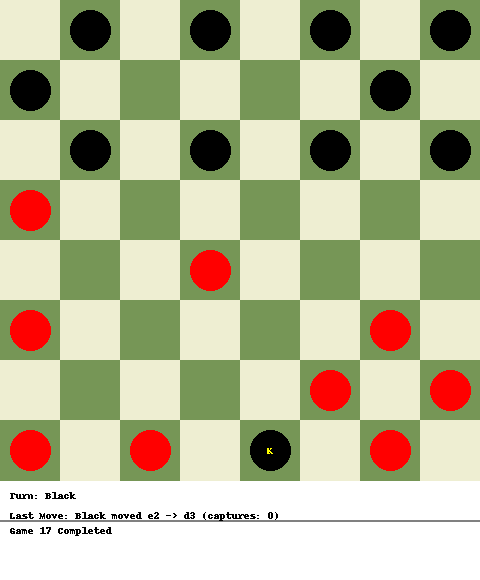 K
Turn: Black
Last Move: Black moved e2 -> d3 (captures: 0)
Game 17 Completed